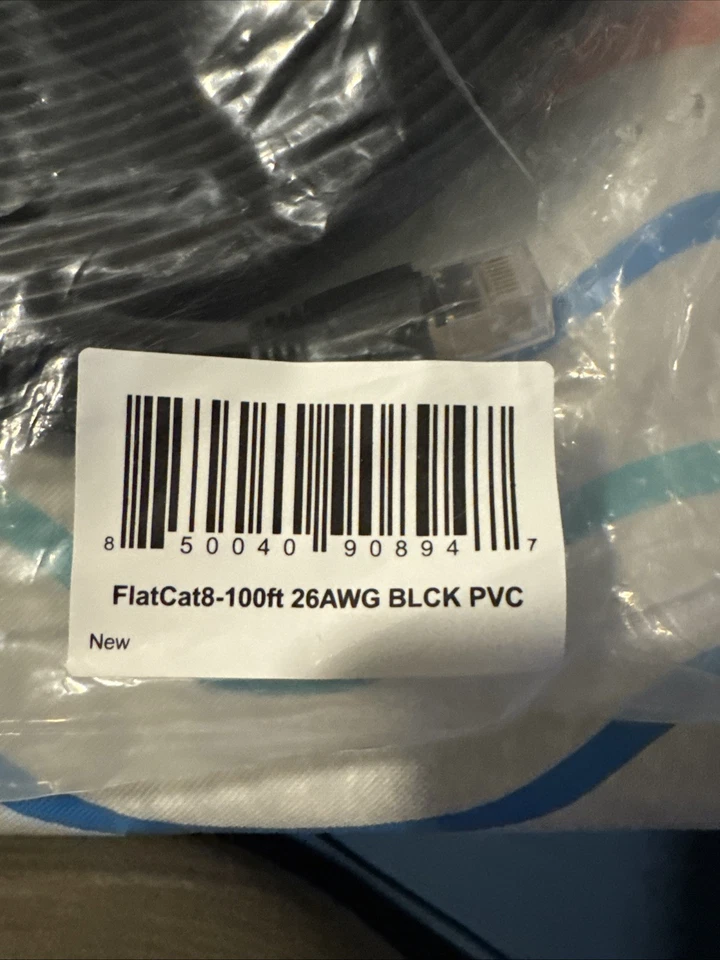 8 50040 90894 7
FlatCat8-100ft 26AWG BLCK PVC
New